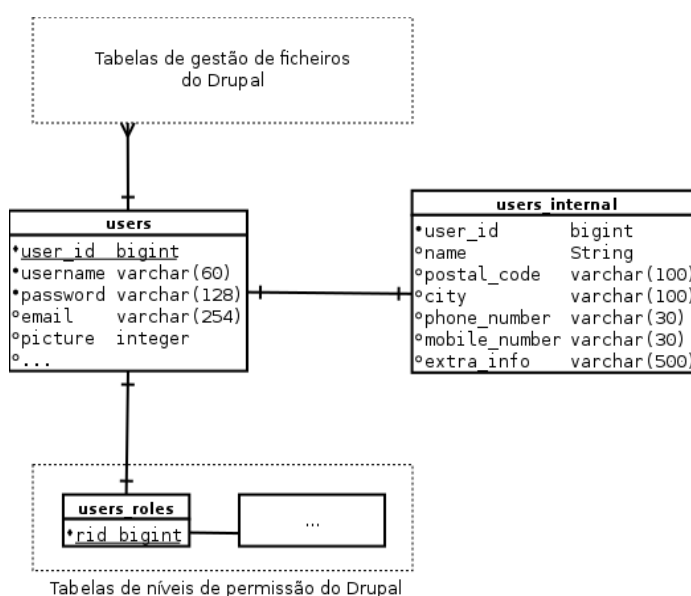 Tabelas de gestão de ficheiros
do Drupal
users
user_id bigint
username varchar(60)
password varchar(128)
email varchar(254)
picture integer
...
users_internal
user_id bigint
name String
postal_code varchar(100)
city varchar(100)
phone_number varchar(30)
mobile_number varchar(30)
extra_info varchar(500)
users_roles
rid bigint
...
Tabelas de níveis de permissão do Drupal